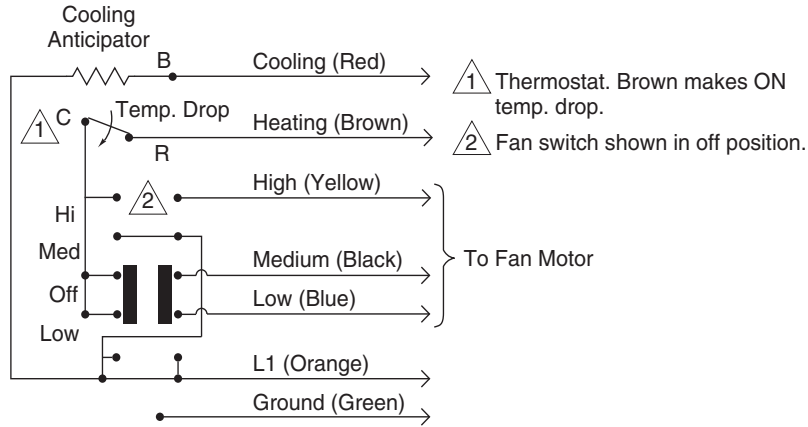 Cooling
Anticipator
B
Cooling (Red)
1 Thermostat. Brown makes ON
temp. drop.
1
C
Temp. Drop
Heating (Brown)
2 Fan switch shown in off position.
R
High (Yellow)
2
Hi
Med
Medium (Black)
To Fan Motor
Off
Low (Blue)
Low
L1 (Orange)
Ground (Green)